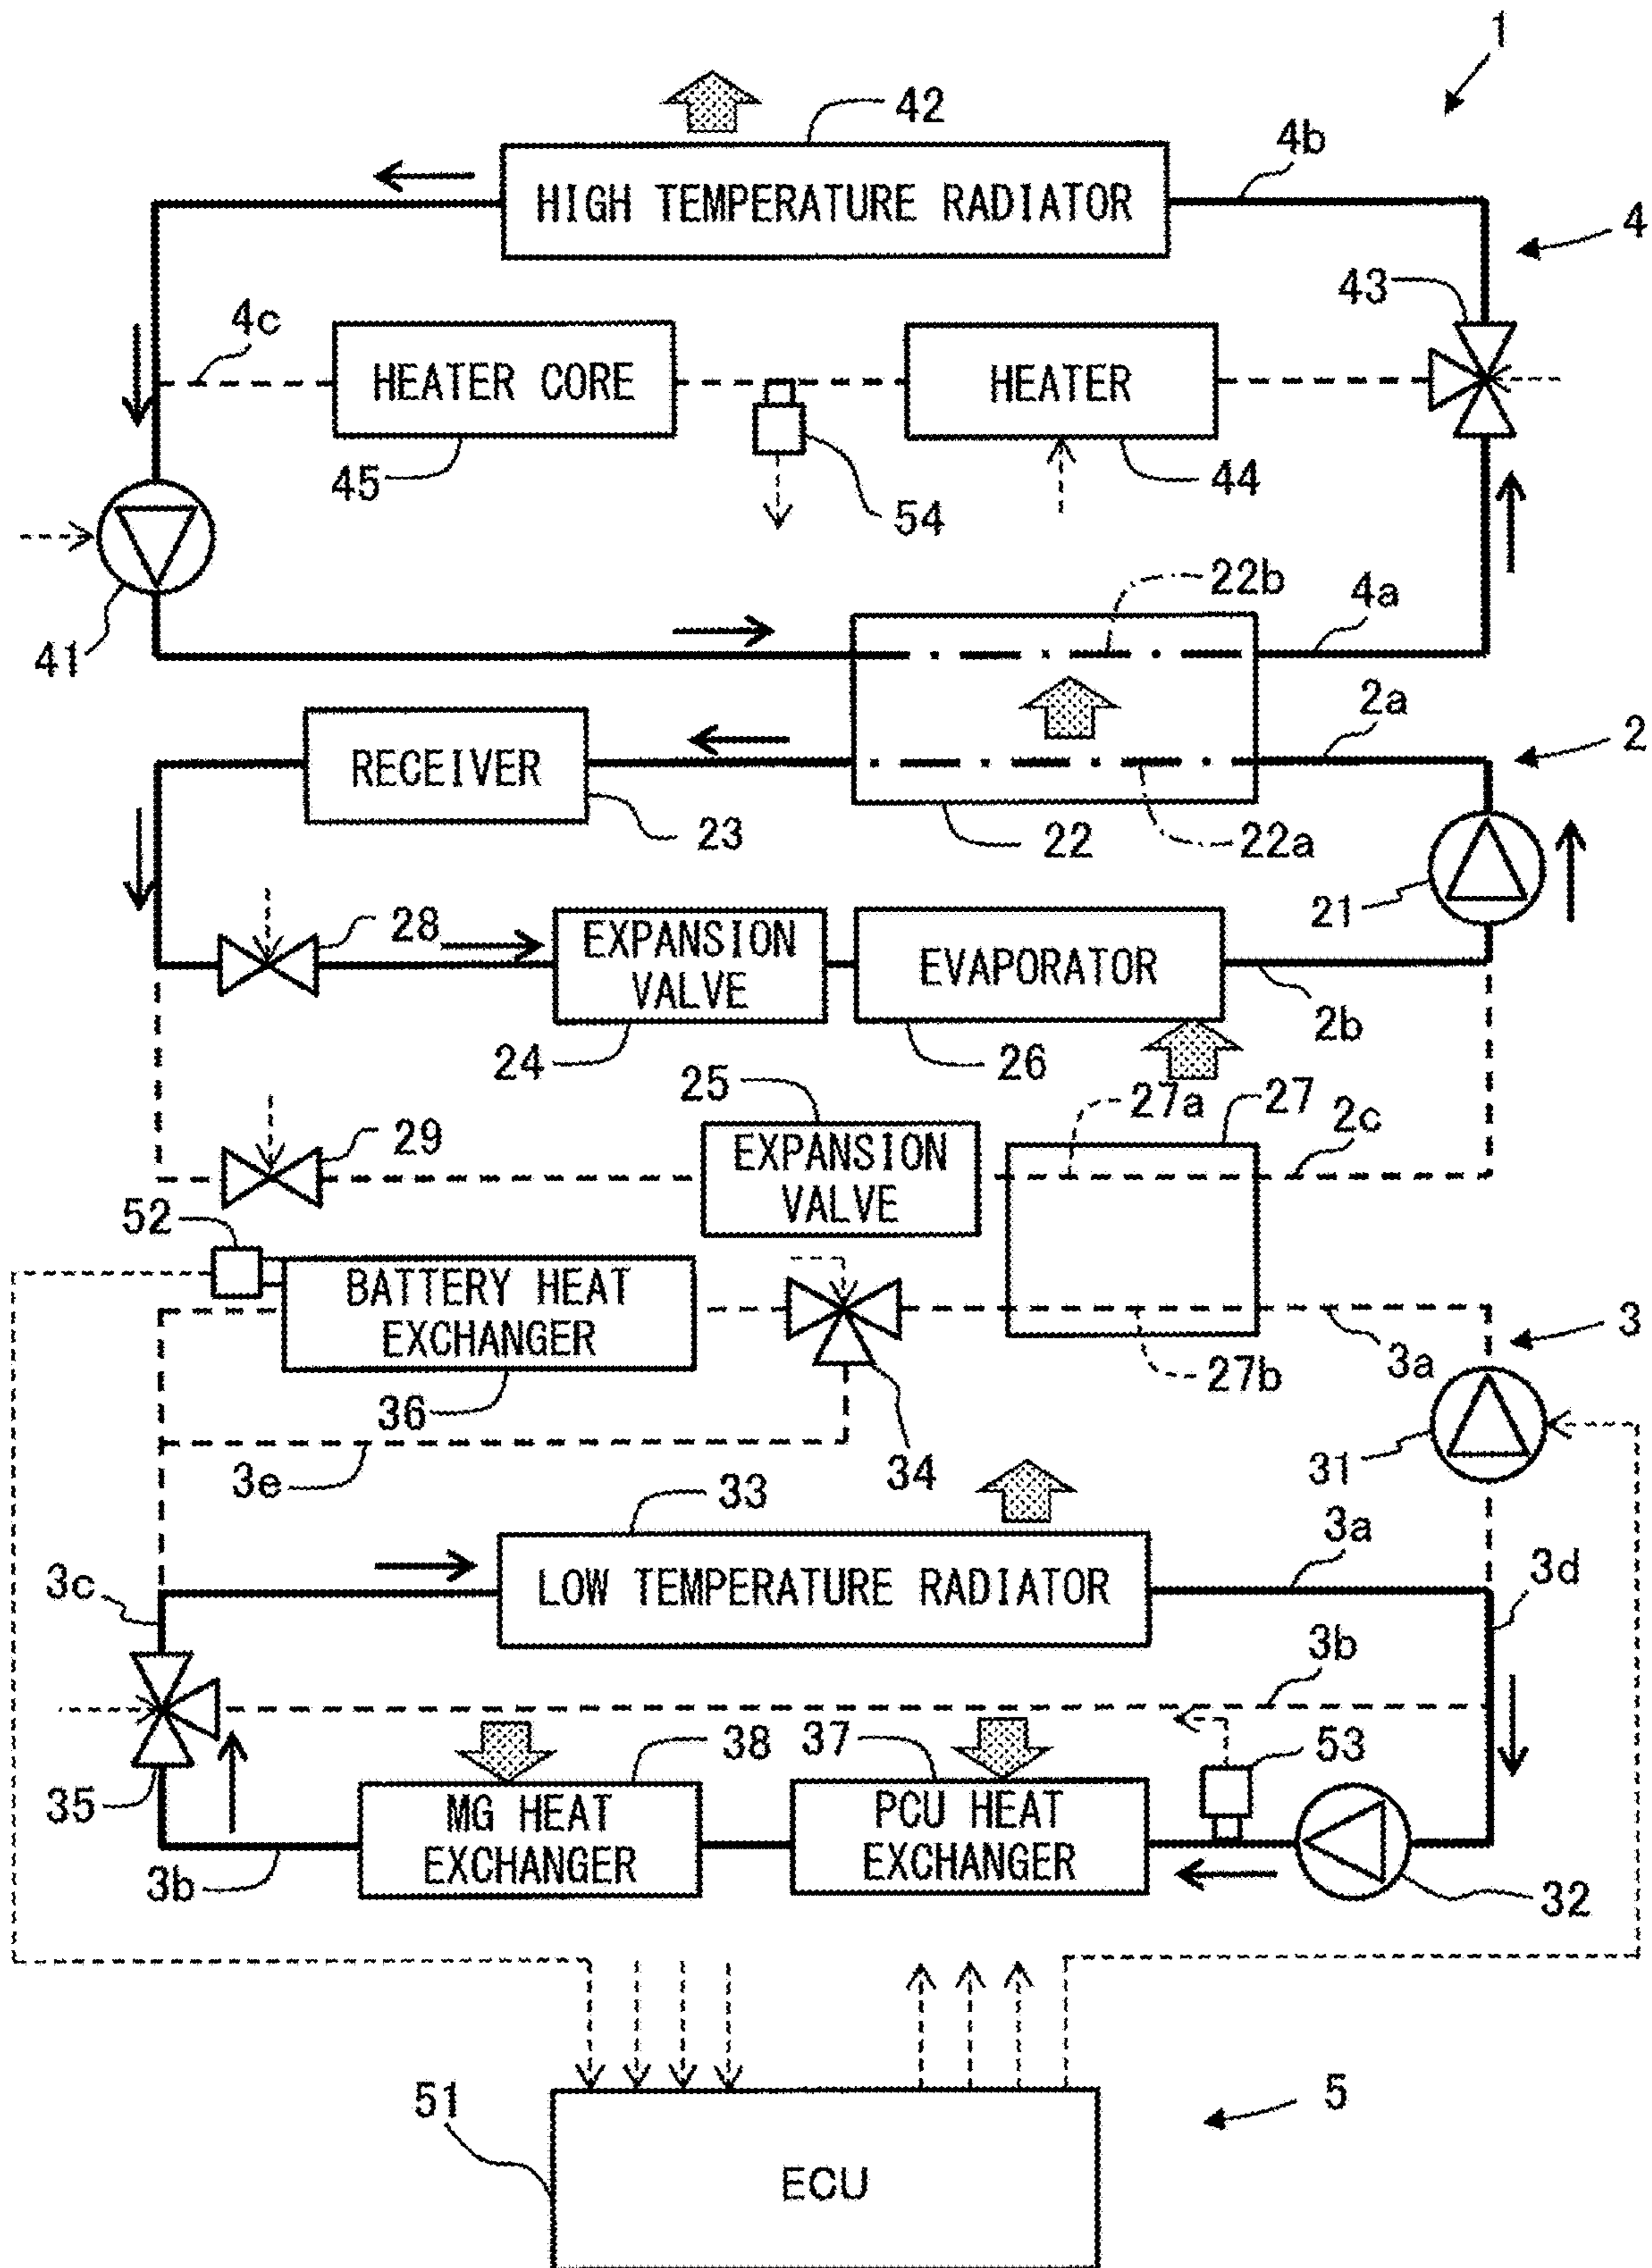 1
42
4b
HIGH TEMPERATURE RADIATOR
4
43
4c
HEATER CORE
HEATER
45
54
44
41
22b
4a
2a
2
RECEIVER
23
22
22a
21
28
EXPANSION
VALVE
EVAPORATOR
24
26
2b
25
27a
27
2c
29
EXPANSION
VALVE
52
BATTERY HEAT
EXCHANGER
3
36
27b
3a
3e
34
31
33
3a
3c
3d
LOW TEMPERATURE RADIATOR
3b
38
37
53
35
MG HEAT
EXCHANGER
PCU HEAT
EXCHANGER
3b
32
51
5
ECU